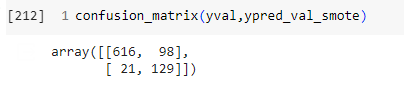 [212] 1 confusion_matrix(yval,ypred_val_smote)
array([[616, 98],
[ 21, 129]])